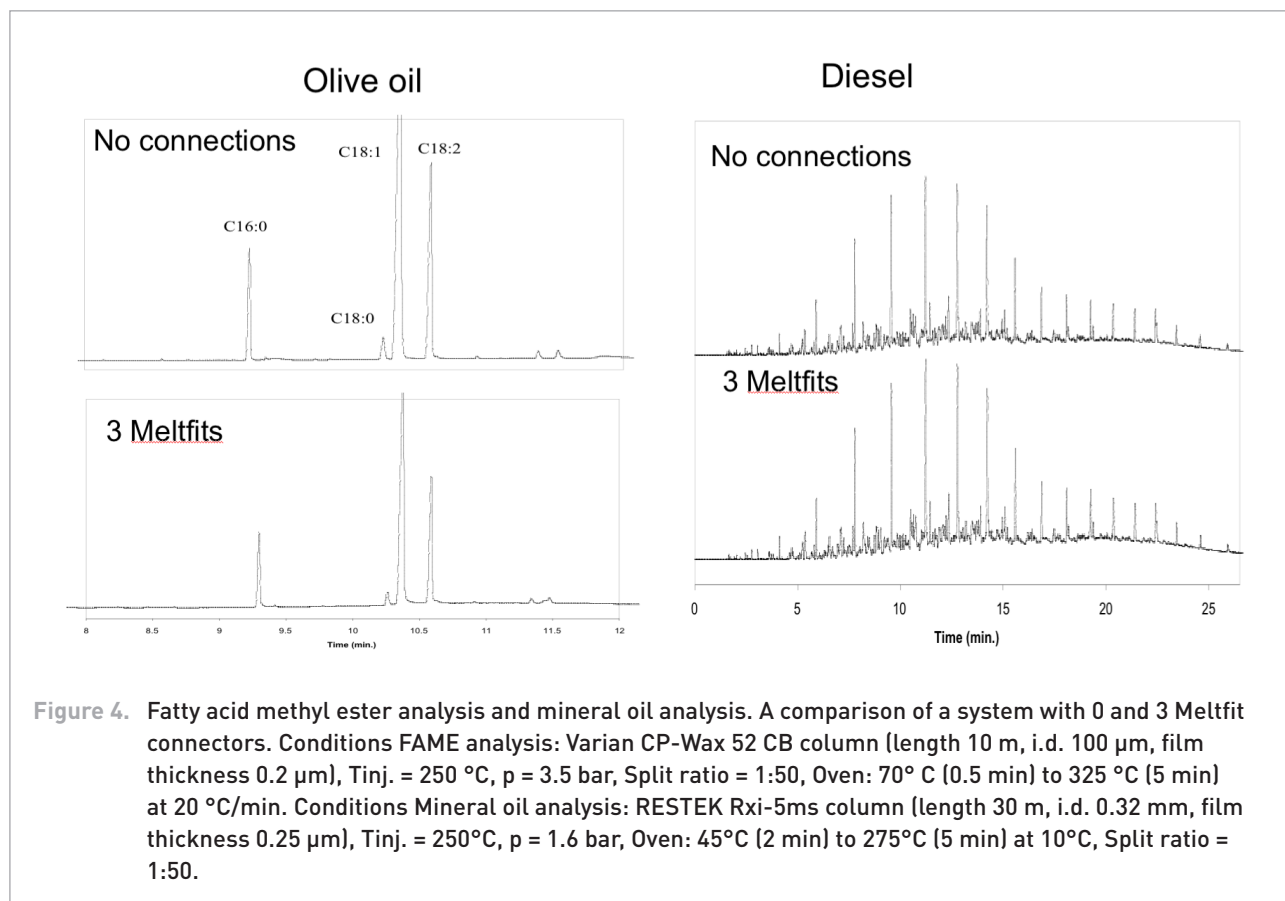 Olive oil
No connections
C16:0
C18:0
C18:1
C18:2
3 Meltfits
8 8.5 9 9.5 10 10.5 11 11.5 12
Time (min.)
Diesel
No connections
3 Meltfits
0 5 10 15 20 25
Time (min.)
Figure 4. Fatty acid methyl ester analysis and mineral oil analysis. A comparison of a system with 0 and 3 Meltfit
connectors. Conditions FAME analysis: Varian CP-Wax 52 CB column (length 10 m, i.d. 100 µm, film
thickness 0.2 µm), Tinj. = 250 °C, p = 3.5 bar, Split ratio = 1:50, Oven: 70° C (0.5 min) to 325 °C (5 min)
at 20 °C/min. Conditions Mineral oil analysis: RESTEK Rxi-5ms column (length 30 m, i.d. 0.32 mm, film
thickness 0.25 µm), Tinj. = 250°C, p = 1.6 bar, Oven: 45°C (2 min) to 275°C (5 min) at 10°C, Split ratio =
1:50.